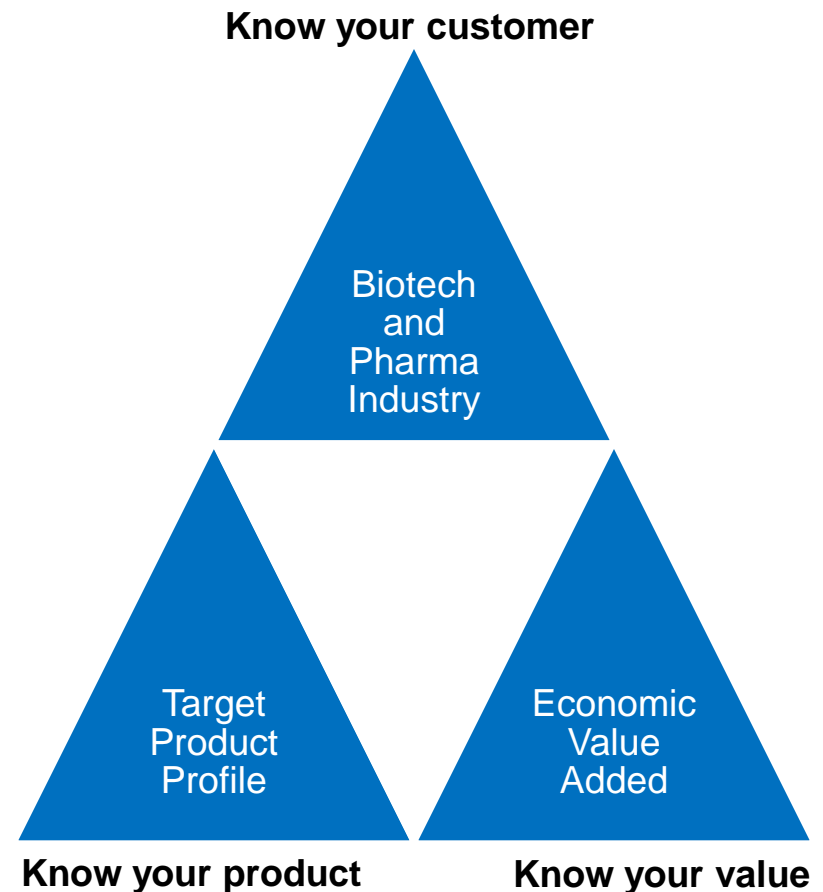 Know your customer
Biotech
and
Pharma
Industry
Target
Product
Profile
Economic
Value
Added
Know your product
Know your value